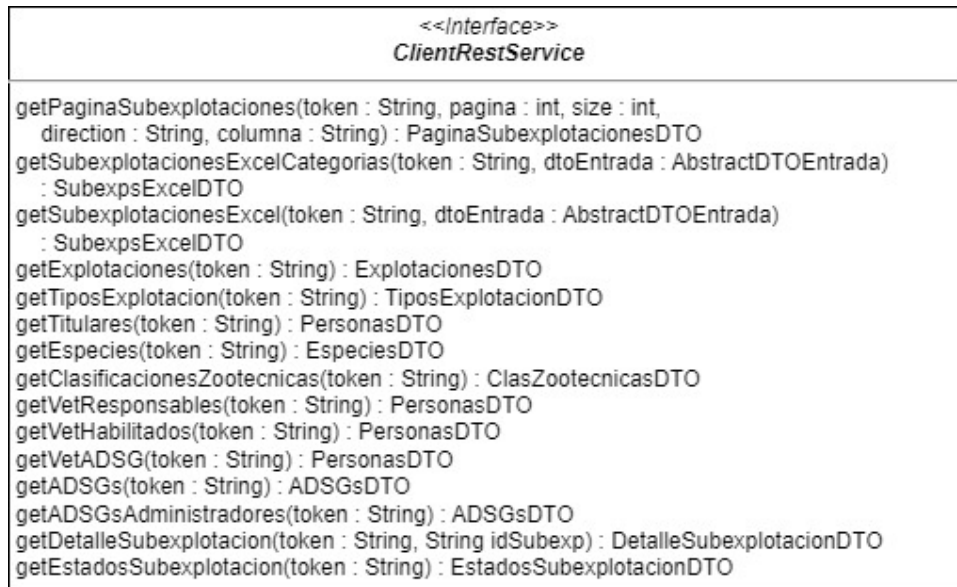 <<Interface>>
ClientRestService
getPaginaSubexplotaciones(token : String, pagina : int, size : int,
direction : String, columna : String) : PaginaSubexplotacionesDTO
getSubexplotacionesExcelCategorias(token : String, dtoEntrada : AbstractDTOEntrada)
: SubexpsExcelDTO
getSubexplotacionesExcel(token : String, dtoEntrada : AbstractDTOEntrada)
: SubexpsExcelDTO
getExplotaciones(token : String) : ExplotacionesDTO
getTiposExplotacion(token : String) : TiposExplotacionDTO
getTitulares(token : String) : PersonasDTO
getEspecies(token : String) : EspeciesDTO
getClasificacionesZootecnicas(token : String) : ClasZootecnicasDTO
getVetResponsables(token : String) : PersonasDTO
getVetHabilitados(token : String) : PersonasDTO
getVetADSG(token : String) : PersonasDTO
getADSGs(token : String) : ADSGsDTO
getADSGsAdministradores(token : String) : ADSGsDTO
getDetalleSubexplotacion(token : String, String idSubexp) : DetalleSubexplotacionDTO
getEstadosSubexplotacion(token : String) : EstadosSubexplotacionDTO